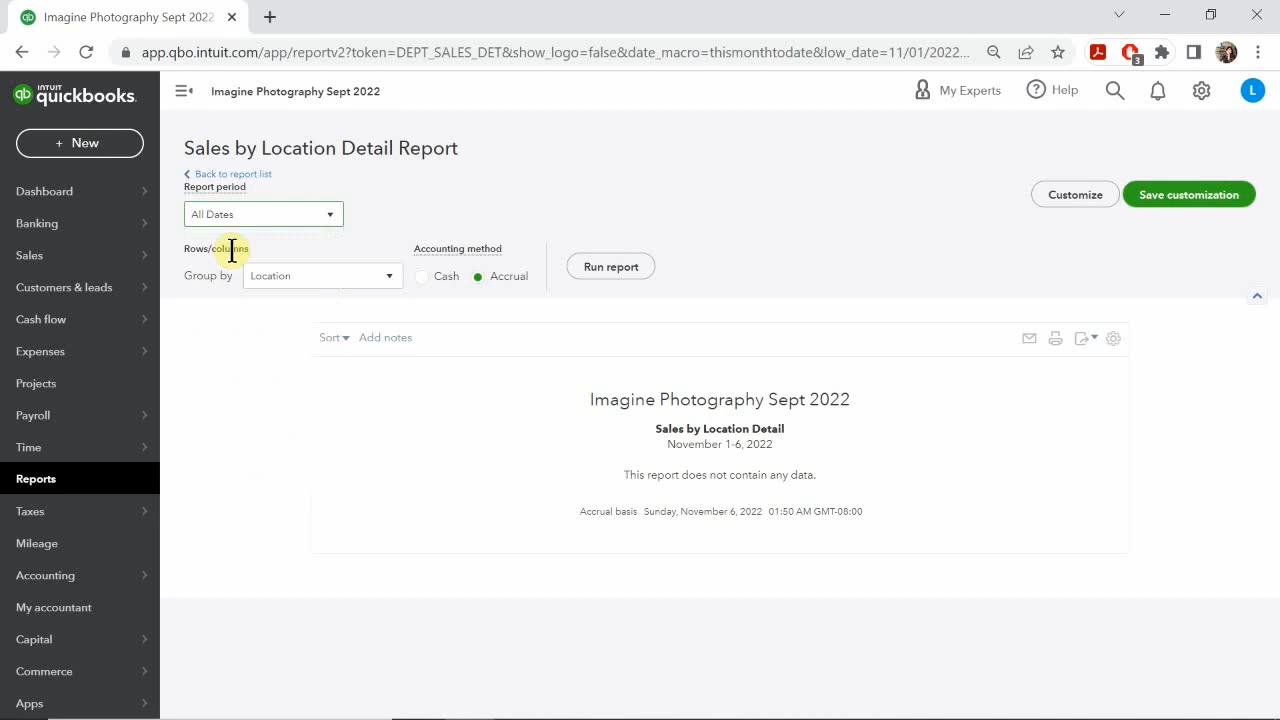 qb Imagine Photography Sept 2022
app.qbo.intuit.com/app/reportv2?token=DEPT_SALES_DET&show_logo=false&date_macro=thismonthtodate&low_date=11/01/2022...
3
qb INTUIT quickbooks.
Imagine Photography Sept 2022
My Experts
? Help
L
+ New
Sales by Location Detail Report
Back to report list
Report period
Customize
Save customization
All Dates
Rows/columns
Accounting method
Group by
Location
Cash
Accrual
Run report
Sort
Add notes
Imagine Photography Sept 2022
Sales by Location Detail
November 1-6, 2022
This report does not contain any data.
Accrual basis Sunday, November 6, 2022 01:50 AM GMT-08:00
Dashboard
Banking
Sales
Customers & leads
Cash flow
Expenses
Projects
Payroll
Time
Reports
Taxes
Mileage
Accounting
My accountant
Capital
Commerce
Apps